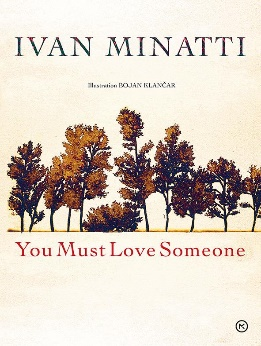 IVAN MINATTI
Illustration BOJAN KLANČAR
You Must Love Someone